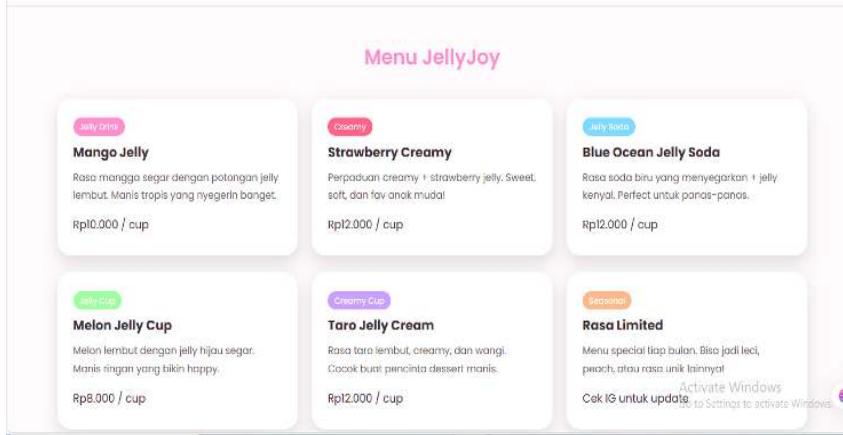 Menu JellyJoy
Jelly Drink
Mango Jelly
Rasa mangga segar dengan potongan jelly
lembut. Manis tropis yang nyegerin banget.
Rp10.000 / cup
Creamy
Strawberry Creamy
Perpaduan creamy + strawberry jelly. Sweet,
soft, dan fav anak muda!
Rp12.000 / cup
Jelly Soda
Blue Ocean Jelly Soda
Rasa soda biru yang menyegarkan + jelly
kenyal. Perfect untuk panas-panas.
Rp12.000 / cup
Jelly Cup
Melon Jelly Cup
Melon lembut dengan jelly hijau segar.
Manis ringan yang bikin happy.
Rp8.000 / cup
Creamy Cup
Taro Jelly Cream
Rasa taro lembut, creamy, dan wangi.
Cocok buat pencinta dessert manis.
Rp12.000 / cup
Seasonal
Rasa Limited
Menu special tiap bulan. Bisa jadi leci,
peach, atau rasa unik lainnya!
Cek IG untuk update
Activate Windows
Go to Settings to activate Windows.